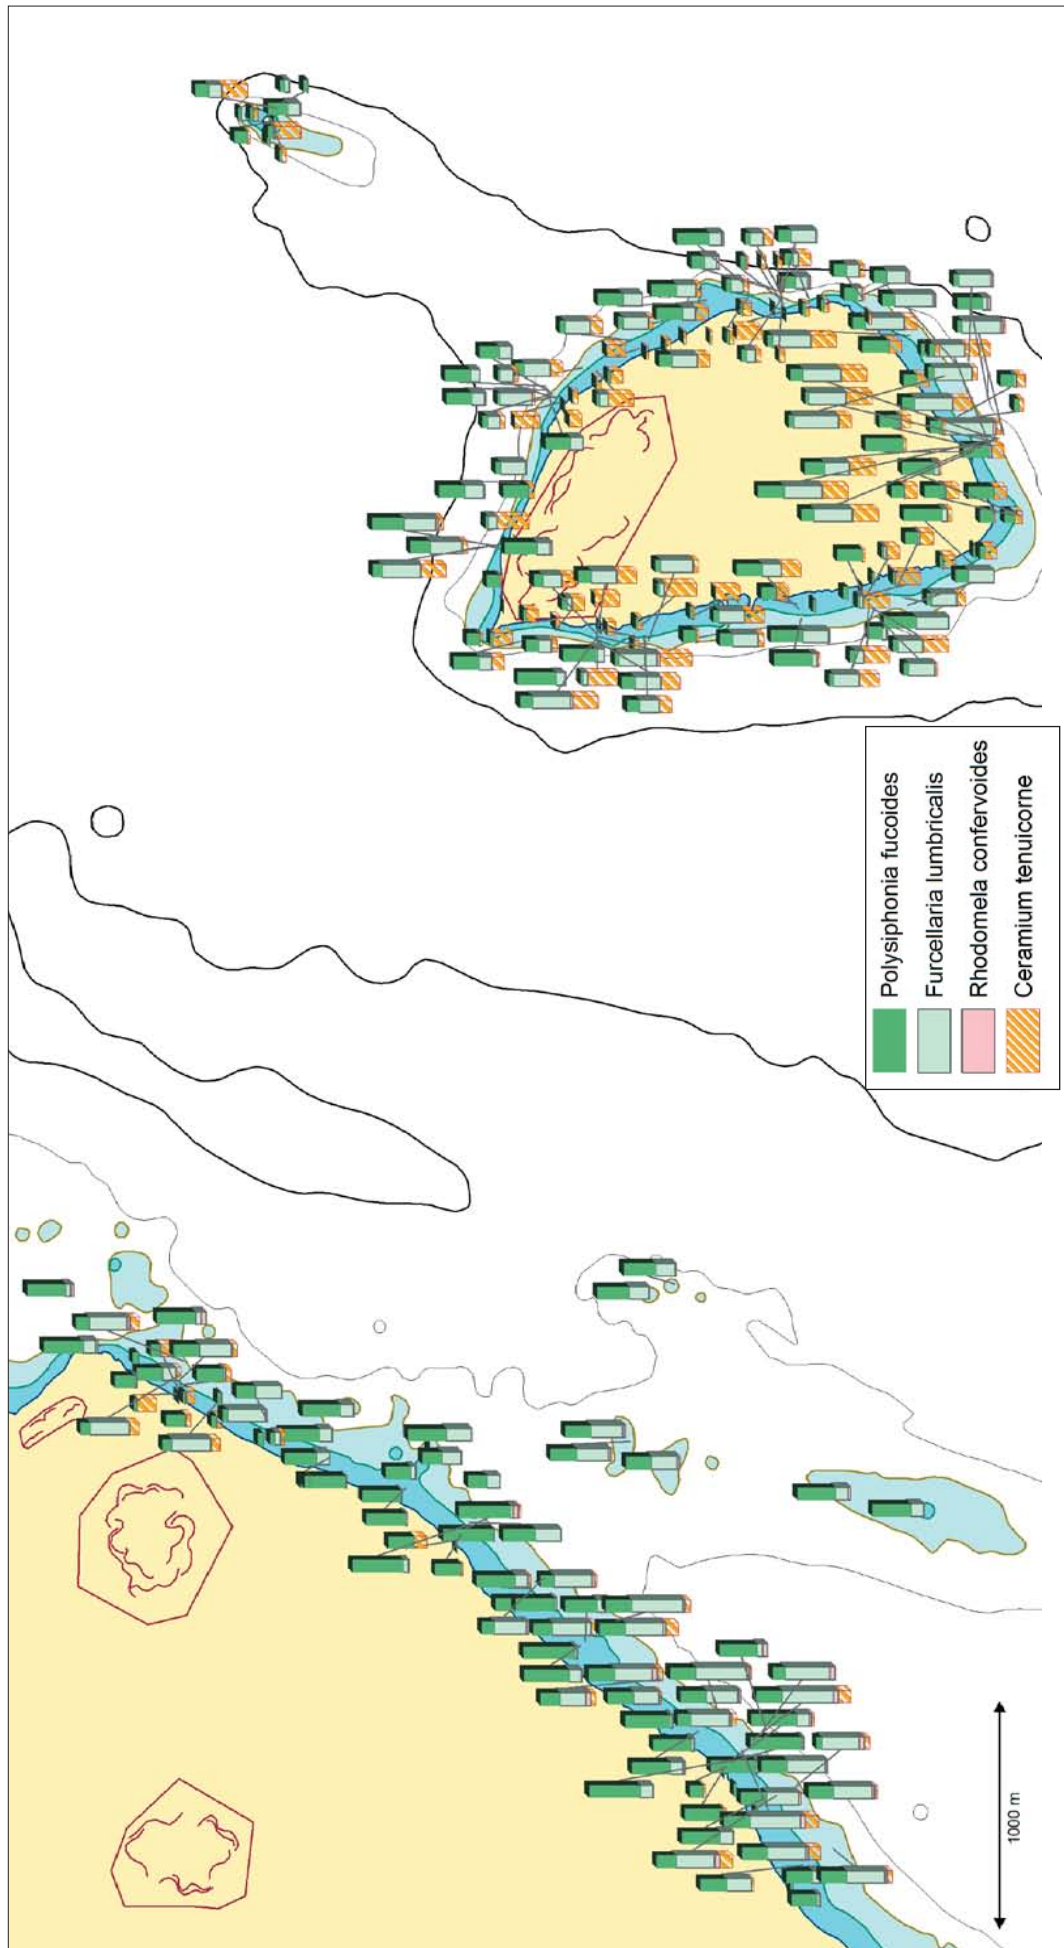 Polysiphonia fucoides
Furcellaria lumbricalis
Rhodomela confervoides
Ceramium tenuicorne
1000 m